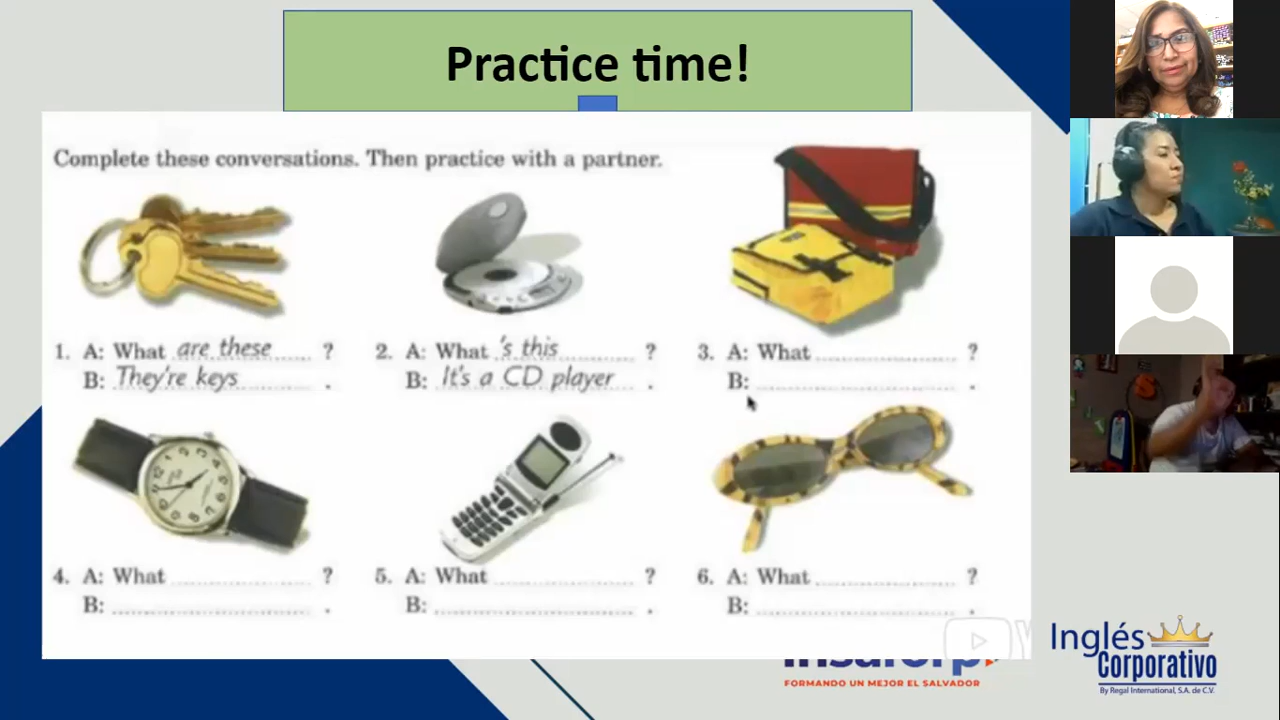 Practice time!
Complete these conversations. Then practice with a partner.
1. A: What are these ?
B: They're keys .
2. A: What 's this ?
B: It's a CD player .
3. A: What ?
B: .
4. A: What ?
B: .
5. A: What ?
B: .
6. A: What ?
B: .
FORMANDO UN MEJOR EL SALVADOR
Inglés
Corporativo
By Regal International, S.A. de C.V.